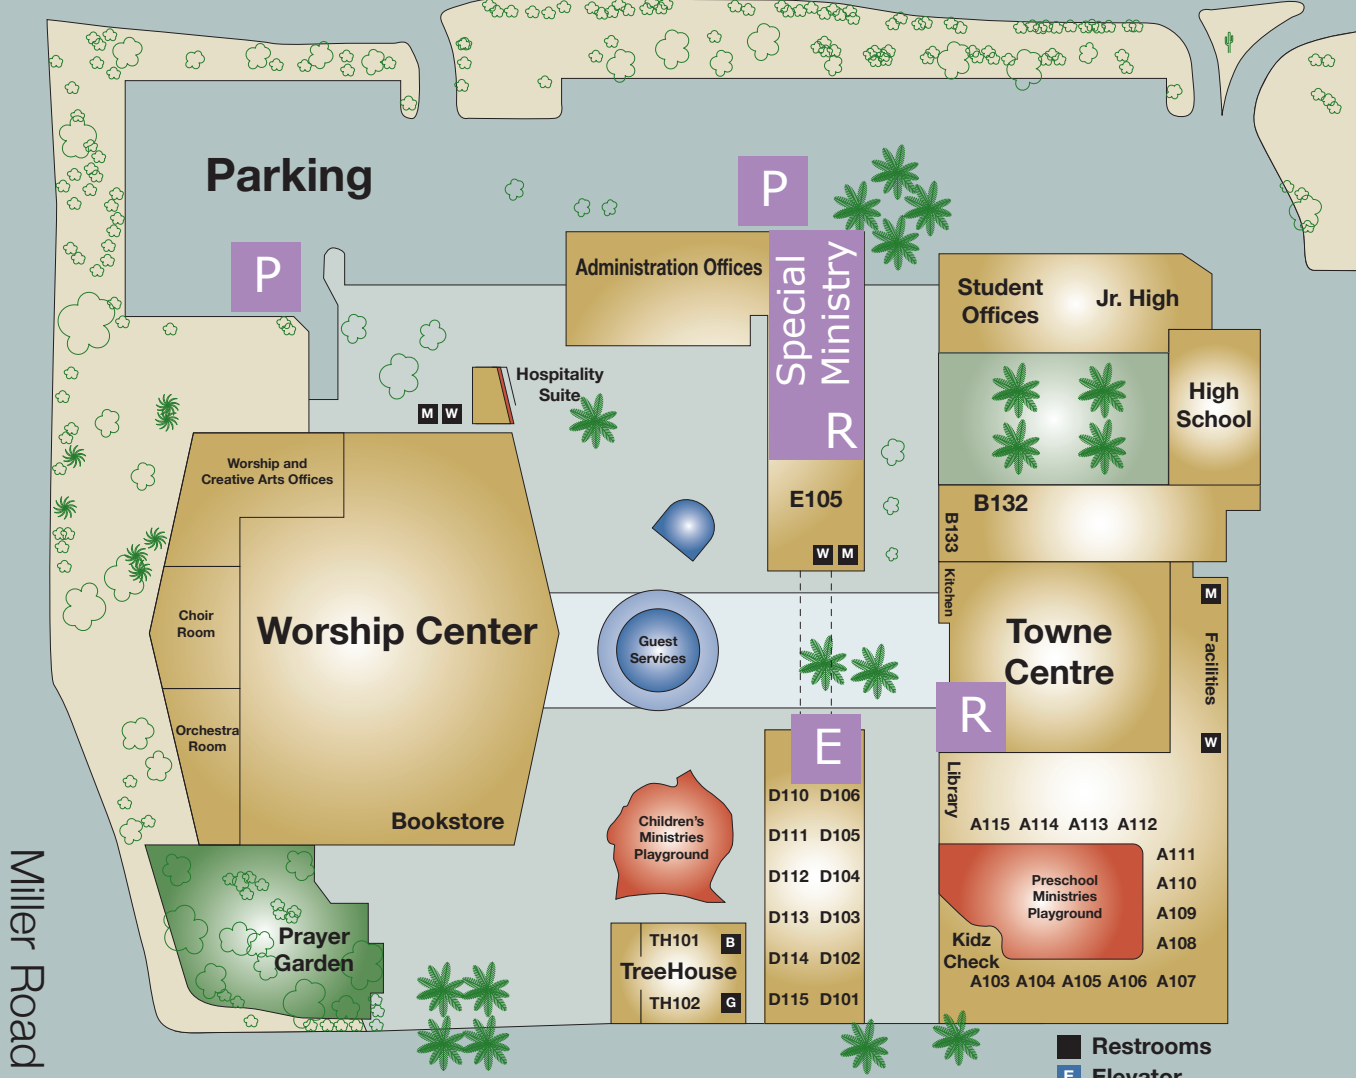 Parking
P
P
Administration Offices
Special
Ministry
R
Student
Offices
Jr. High
High
School
Hospitality
Suite
M W
Worship and
Creative Arts Offices
E105
W M
B132
B133
Kitchen
Choir
Room
Worship Center
Guest
Services
Towne
Centre
M
Facilities
W
R
E
Orchestra
Room
Bookstore
Library
Children's
Ministries
Playground
D110 D106
D111 D105
D112 D104
D113 D103
D114 D102
D115 D101
A115 A114 A113 A112
A111
A110
A109
A108
Preschool
Ministries
Playground
Kidz
Check
A103 A104 A105 A106 A107
Prayer
Garden
TH101 B
TreeHouse
TH102 G
Miller Road
Restrooms
E Elevator